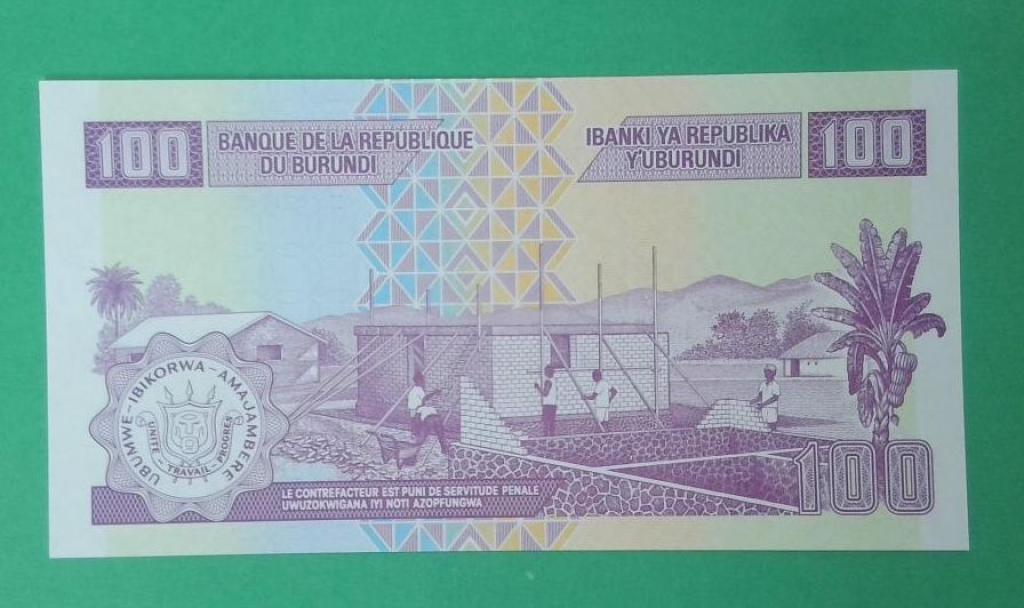 100
BANQUE DE LA REPUBLIQUE
DU BURUNDI
IBANKI YA REPUBLIKA
Y'UBURUNDI
100
UBUMWE - IBIKORWA - AMAJAMBERE
UNITE - TRAVAIL - PROGRES
LE CONTREFACTEUR EST PUNI DE SERVITUDE PENALE
UWUZOKWIGANA IYI NOTI AZOPFUNGWA
100